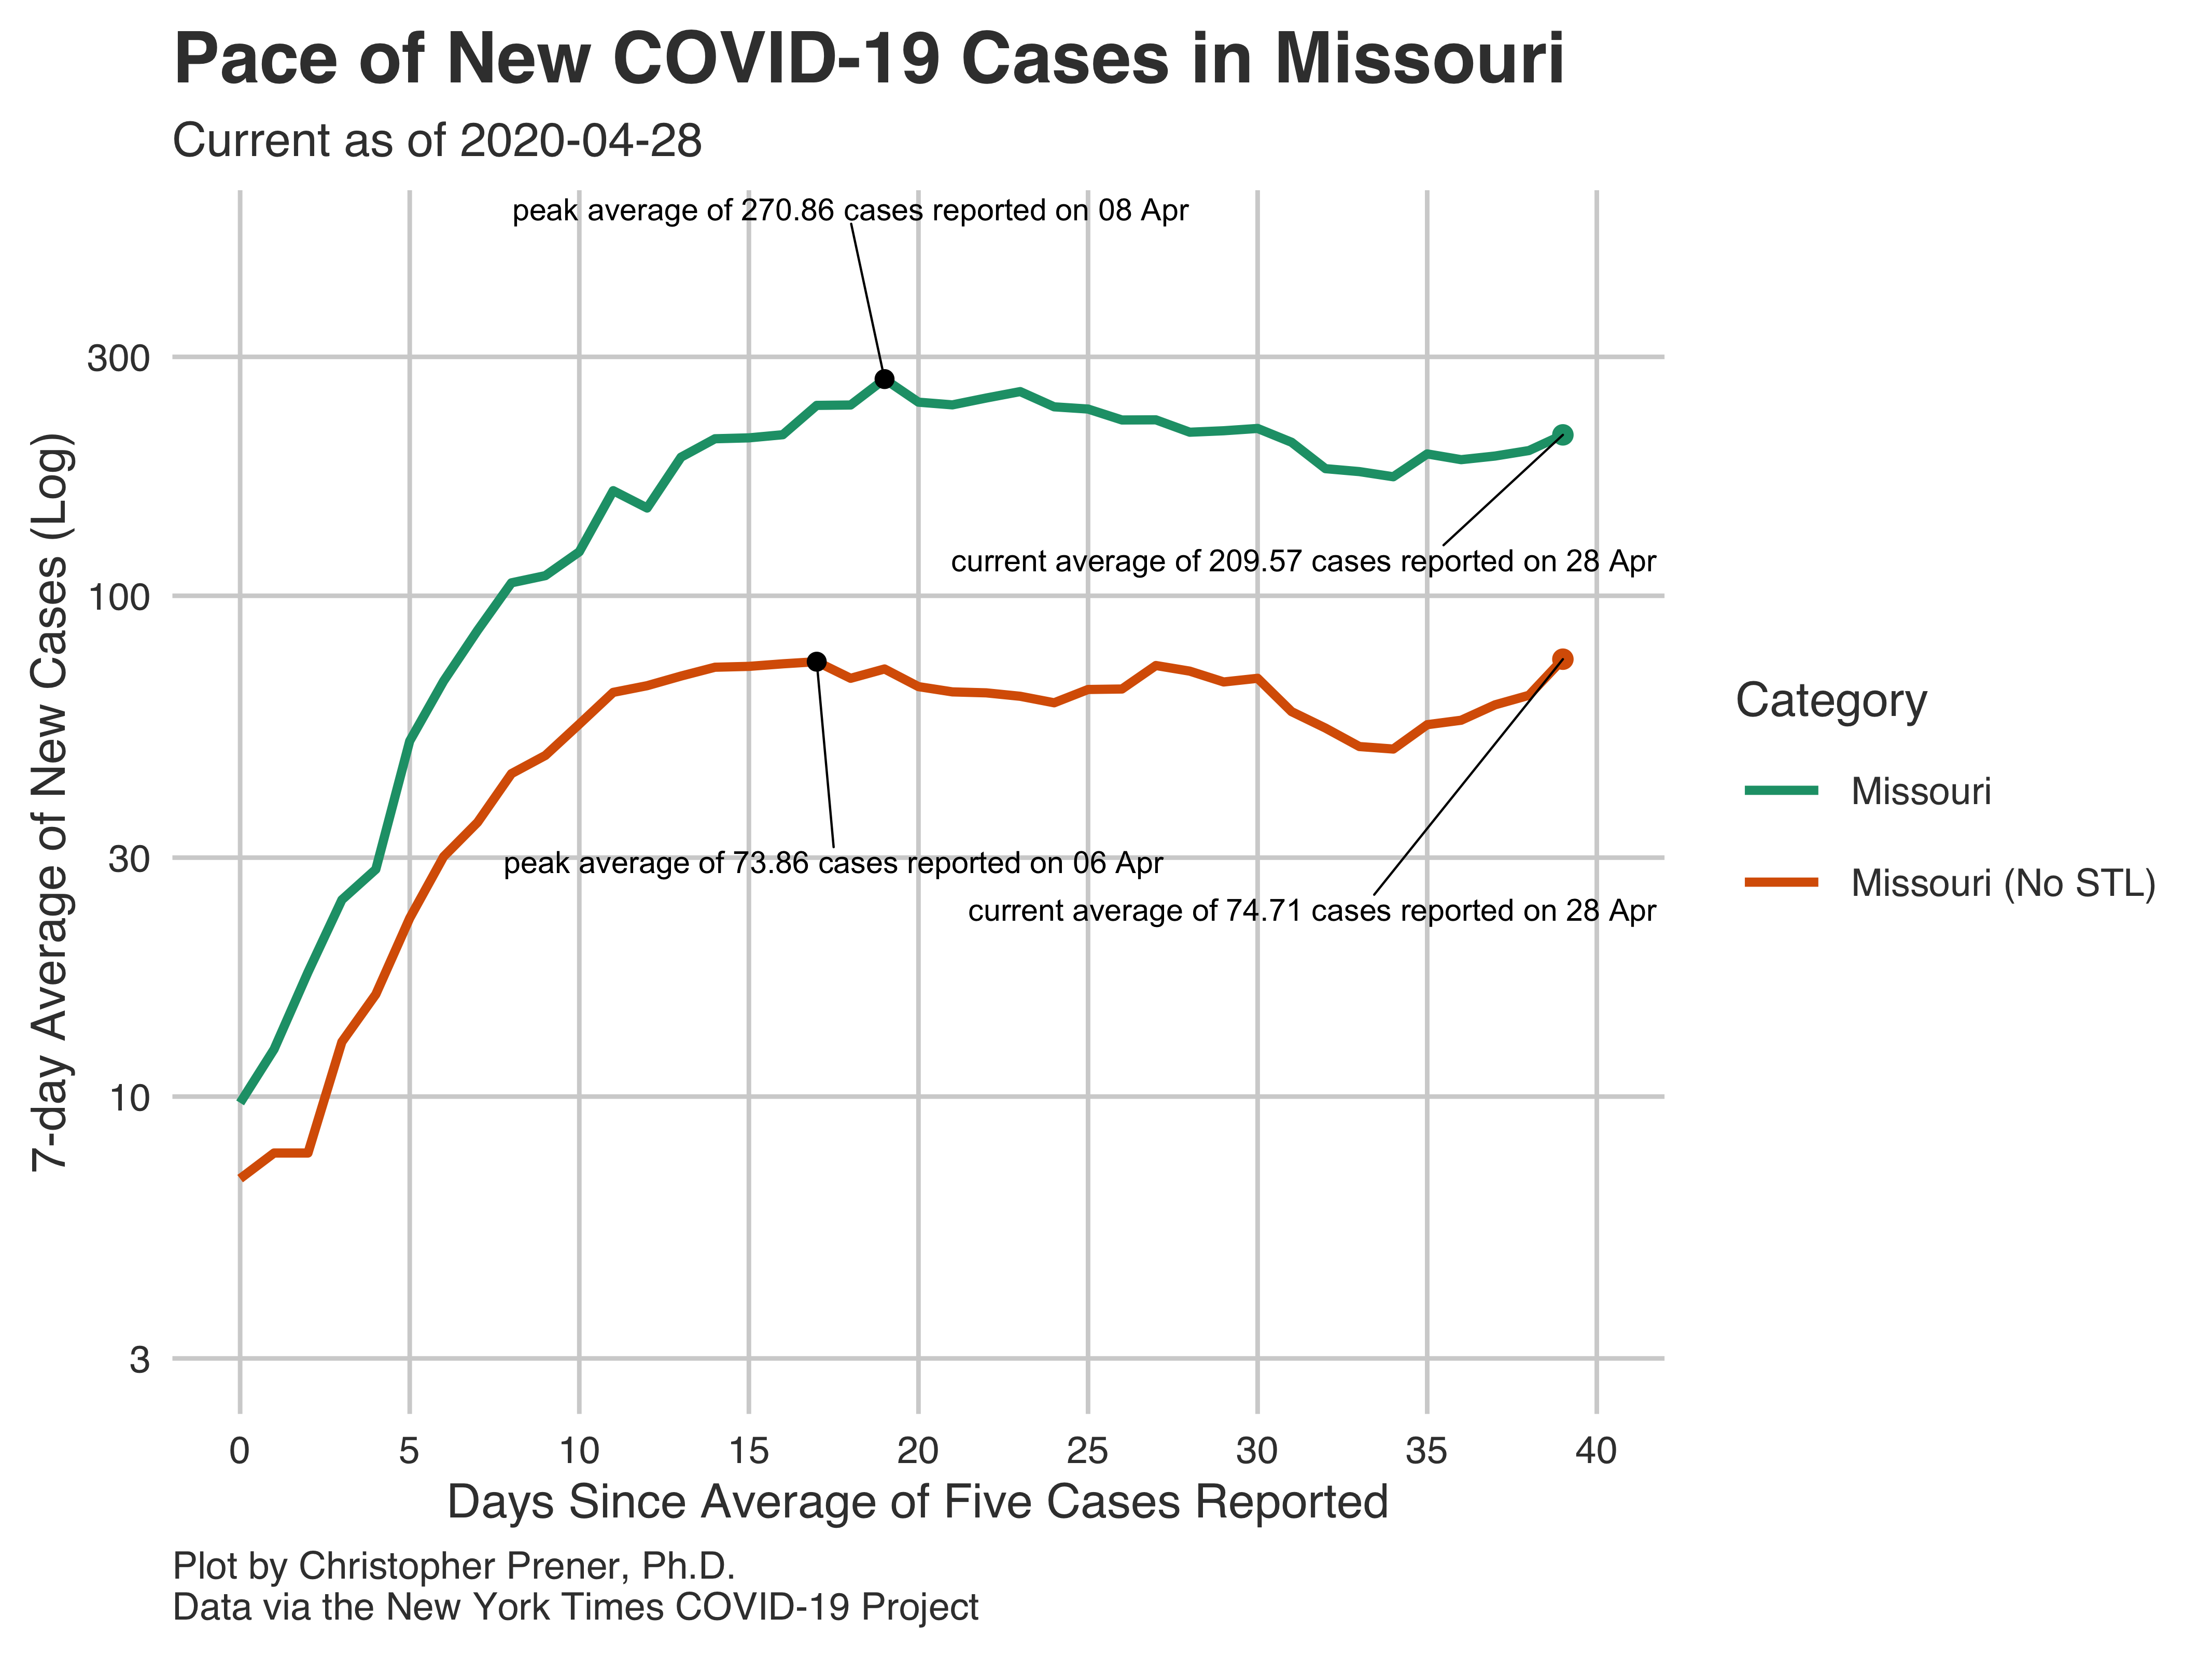 Pace of New COVID-19 Cases in Missouri
Current as of 2020-04-28
peak average of 270.86 cases reported on 08 Apr
current average of 209.57 cases reported on 28 Apr
peak average of 73.86 cases reported on 06 Apr
current average of 74.71 cases reported on 28 Apr
7-day Average of New Cases (Log)
300
100
30
10
3
0 5 10 15 20 25 30 35 40
Days Since Average of Five Cases Reported
Category
Missouri
Missouri (No STL)
Plot by Christopher Prener, Ph.D.
Data via the New York Times COVID-19 Project